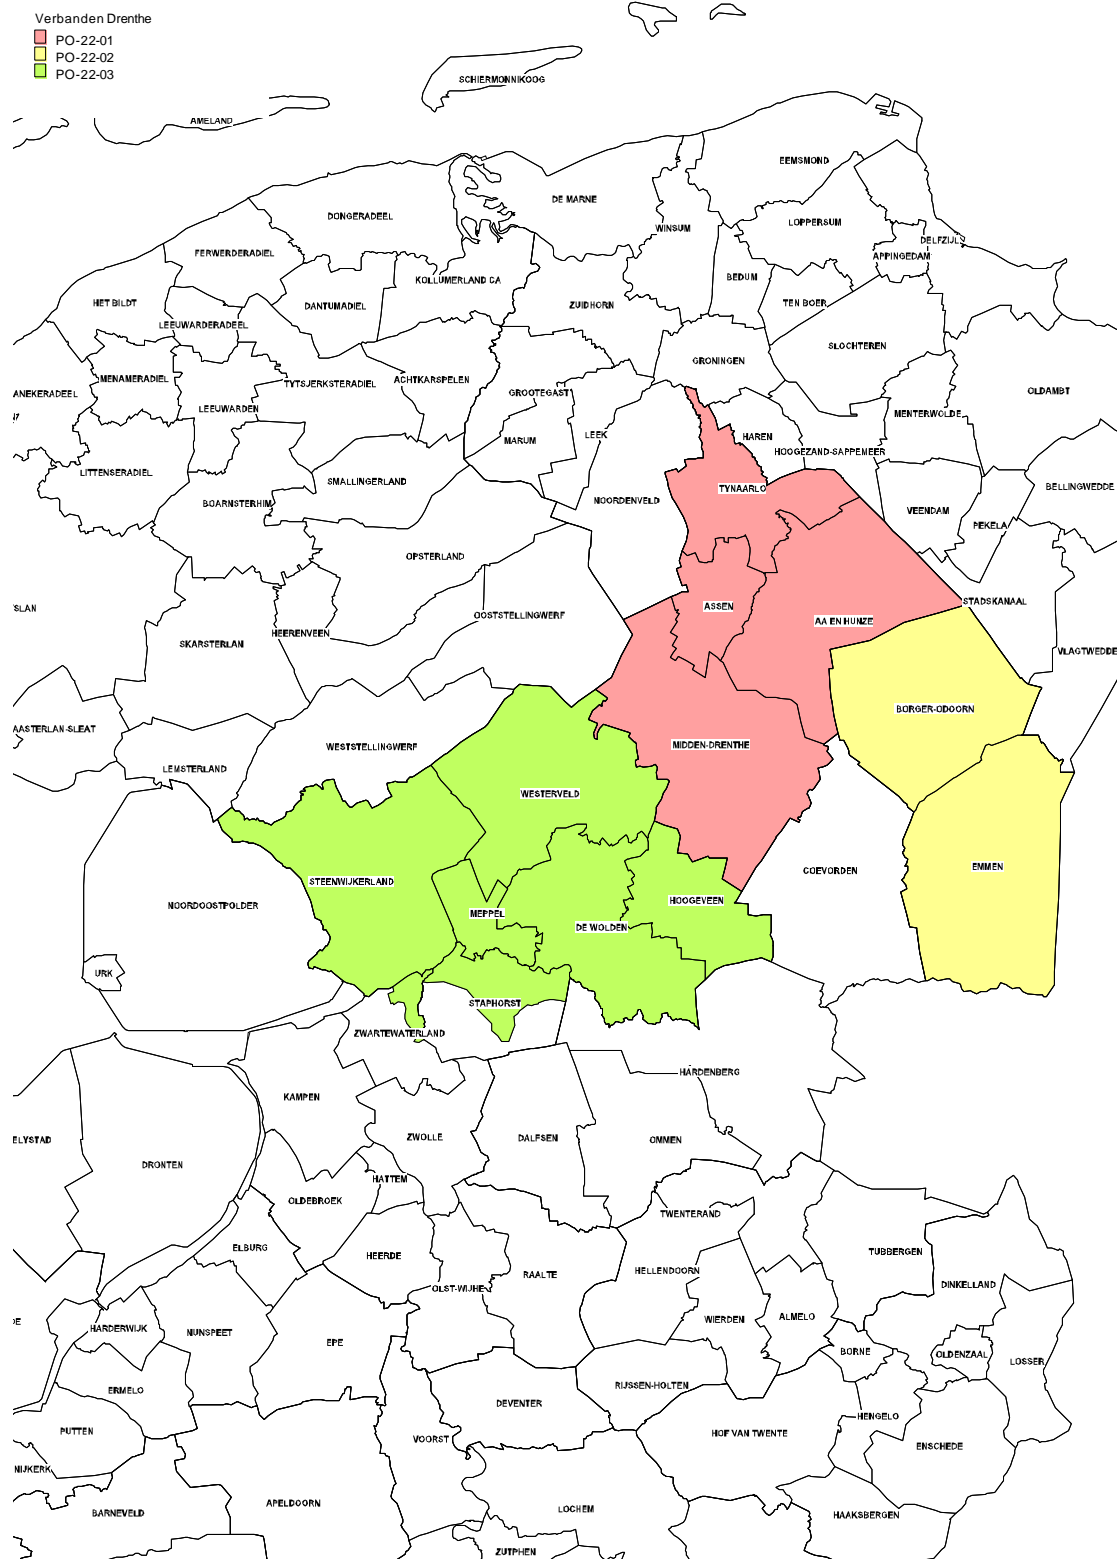 Verbanden Drenthe
PO-22-01
PO-22-02
PO-22-03
SCHIERMONNIKOOG
AMELAND
EEMSMOND
DE MARNE
DONGERADEEL
LOPPERSUM
WINSUM
DELFZIJL
FERWERDERADIEL
APPINGEDAM
BEDUM
KOLLUMERLAND CA
HET BILDT
DANTUMADIEL
ZUIDHORN
TEN BOER
LEEUWARDERADEEL
SLOCHTEREN
GRONINGEN
MENAMERADIEL
ACHTKARSPELEN
TYTSJERKSTERADIEL
OLDAMBT
ANEKERADEEL
GROOTEGAST
LEEUWARDEN
MENTERWOLDE
LEEK
HAREN
MARUM
HOOGEZAND-SAPPEMEER
LITTENSERADIEL
SMALLINGERLAND
BELLINGWEDDE
TYNAARLO
NOORDENVELD
BOARNSTERHIM
VEENDAM
PEKELA
OPSTERLAND
STADSKANAAL
ASSEN
SLAN
OOSTSTELLINGWERF
AA EN HUNZE
HEERENVEEN
SKARSTERLAN
VLAGTWEDDE
BORGER-ODOORN
AASTERLAN-SLEAT
MIDDEN-DRENTHE
WESTSTELLINGWERF
LEMSTERLAND
WESTERVELD
EMMEN
COEVORDEN
STEENWIJKERLAND
HOOGEVEEN
NOORDOOSTPOLDER
MEPPEL
DE WOLDEN
URK
STAPHORST
ZWARTEWATERLAND
HARDENBERG
KAMPEN
ZWOLLE
DALFSEN
OMMEN
ELYSTAD
DRONTEN
HATTEM
OLDEBROEK
TWENTERAND
ELBURG
HEERDE
TUBBERGEN
HELLENDOORN
RAALTE
DINKELLAND
OLST-WIJHE
ALMELO
WIERDEN
DE
HARDERWIJK
NUNSPEET
EPE
BORNE
OLDENZAAL
LOSSER
RIJSSEN-HOLTEN
ERMELO
DEVENTER
HENGELO
PUTTEN
HOF VAN TWENTE
VOORST
ENSCHEDE
NIJKERK
APELDOORN
LOCHEM
BARNEVELD
HAAKSBERGEN
ZUTPHEN